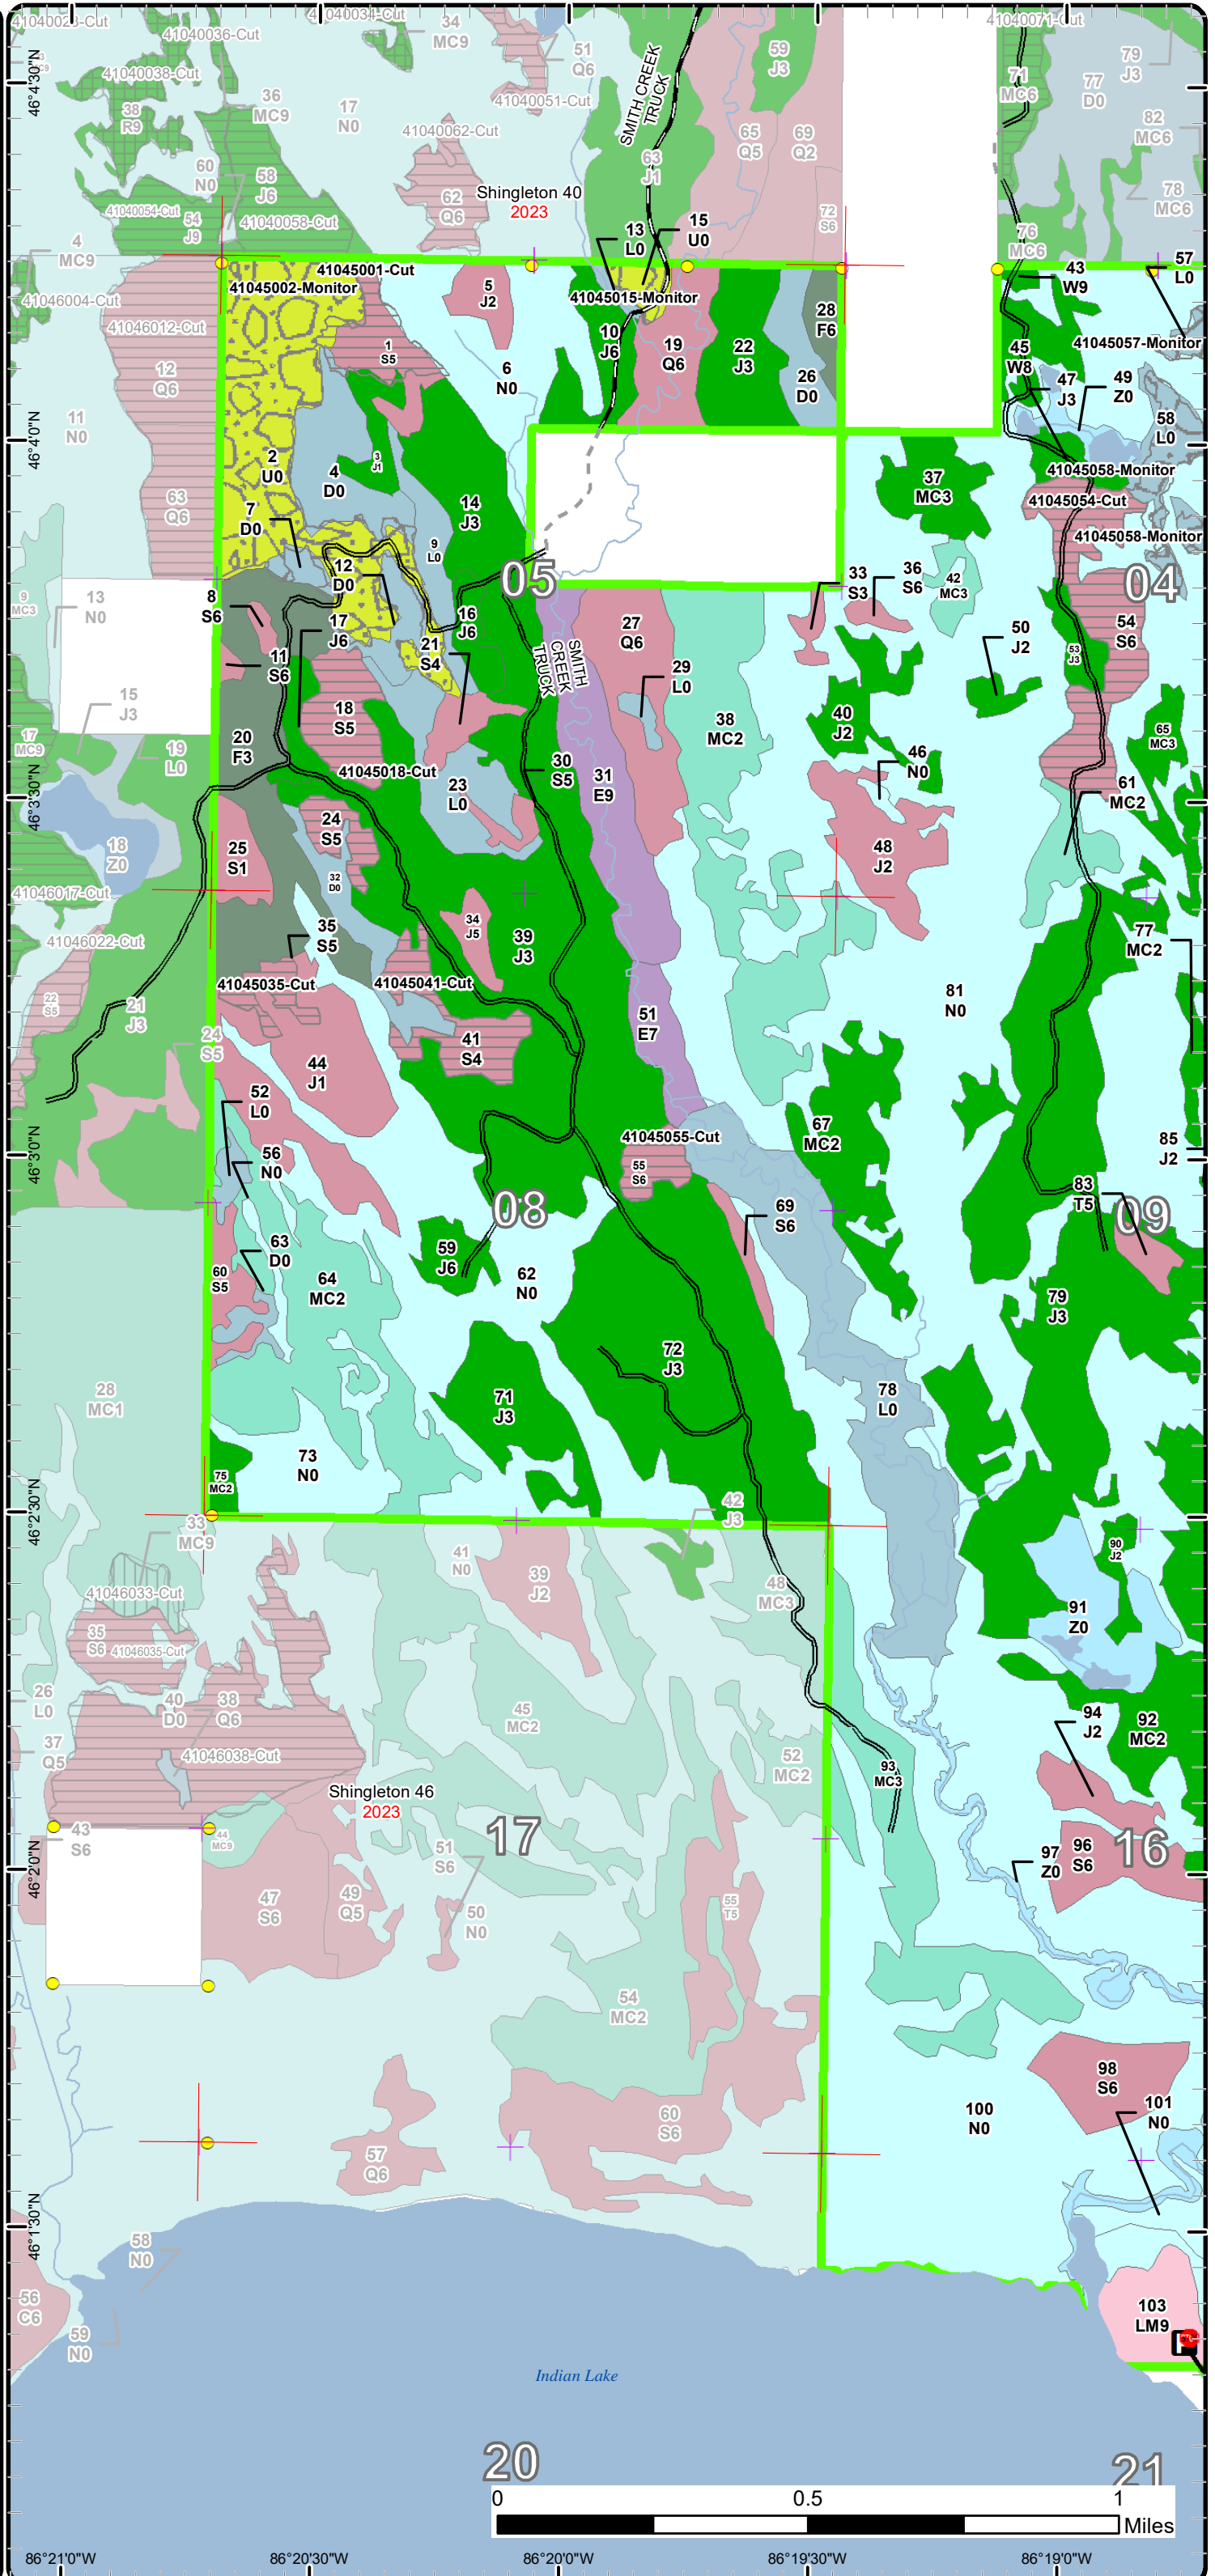 41040023-Cut
41040036-Cut
41040034-Cut
34
MC9
41040071-Cut
46°4'30"N
41040038-Cut
38
R9
36
MC9
17
N0
51
Q6
41040051-Cut
SMITH CREEK
TRUCK
59
J3
71
MC6
77
D0
79
J3
41040062-Cut
65
Q5
69
Q2
82
MC6
60
N0
58
J6
63
J1
62
Q6
Shingleton 40
2023
78
MC6
41040054-Cut
54
J9
41040058-Cut
72
S6
76
MC6
4
MC9
13
L0
15
U0
57
L0
41045001-Cut
41045002-Monitor
5
J2
41045015-Monitor
43
W9
41046004-Cut
41046012-Cut
28
F6
41045057-Monitor
1
S5
10
J6
19
Q6
22
J3
45
W8
12
Q6
6
N0
26
D0
47
J3
49
Z0
11
N0
58
L0
46°4'0"N
2
U0
4
D0
3
J1
37
MC3
41045058-Monitor
63
Q6
7
D0
14
J3
41045054-Cut
9
L0
41045058-Monitor
12
D0
05
33
S3
36
S6
42
MC3
04
9
MC3
13
N0
8
S6
17
J6
16
J6
27
Q6
54
S6
21
S4
SMITH
CREEK
TRUCK
50
J2
53
J3
11
S6
29
L0
15
J3
18
S5
38
MC2
40
J2
65
MC3
17
MC9
19
L0
20
F3
41045018-Cut
30
S5
31
E9
46
N0
46°3'30"N
23
L0
61
MC2
24
S5
18
Z0
25
S1
48
J2
32
D0
41046017-Cut
34
J5
39
J3
35
S5
41046022-Cut
77
MC2
41045035-Cut
41045041-Cut
22
S5
21
J3
81
N0
24
S5
51
E7
41
S4
44
J1
52
L0
67
MC2
41045055-Cut
46°3'0"N
56
N0
85
J2
55
S6
83
T5
08
69
S6
09
63
D0
59
J6
60
S5
64
MC2
62
N0
79
J3
72
J3
28
MC1
71
J3
78
L0
73
N0
75
MC2
46°2'30"N
33
MC9
42
J3
90
J2
41
N0
39
J2
48
MC3
41046033-Cut
91
Z0
35
S6
41046035-Cut
26
L0
40
D0
38
Q6
45
MC2
94
J2
92
MC2
37
Q5
41046038-Cut
52
MC2
93
MC3
Shingleton 46
2023
43
S6
44
MC9
17
51
S6
16
46°2'0"N
97
Z0
96
S6
47
S6
49
Q5
50
N0
55
T5
54
MC2
98
S6
60
S6
100
N0
101
N0
57
Q6
46°1'30"N
58
N0
56
C6
59
N0
103
LM9
Indian Lake
20
21
0
0.5
1
Miles
86°21'0"W
86°20'30"W
86°20'0"W
86°19'30"W
86°19'0"W